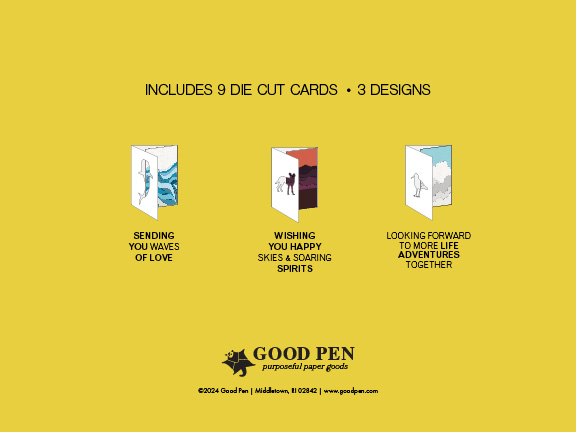 INCLUDES 9 DIE CUT CARDS • 3 DESIGNS
SENDING
YOU WAVES
OF LOVE
WISHING
YOU HAPPY
SKIES & SOARING
SPIRITS
LOOKING FORWARD
TO MORE LIFE
ADVENTURES
TOGETHER
GOOD PEN
purposeful paper goods
©2024 Good Pen | Middletown, RI 02842 | www.goodpen.com